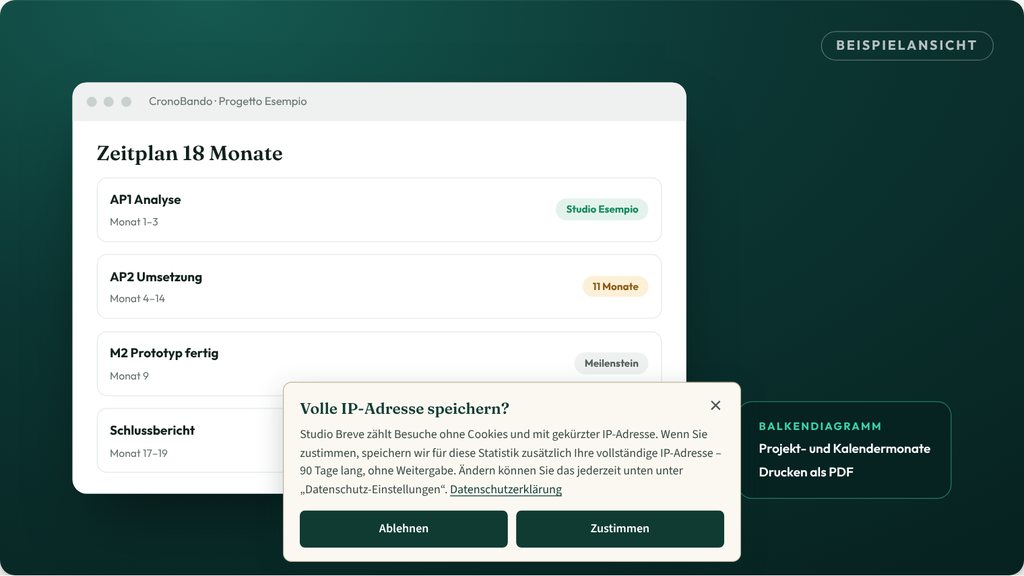 BEISPIELANSICHT
CronoBando · Progetto Esempio
Zeitplan 18 Monate
AP1 Analyse
Monat 1–3
Studio Esempio
AP2 Umsetzung
Monat 4–14
11 Monate
M2 Prototyp fertig
Monat 9
Meilenstein
Schlussbericht
Monat 17–19
Volle IP-Adresse speichern?
Studio Breve zählt Besuche ohne Cookies und mit gekürzter IP-Adresse. Wenn Sie
zustimmen, speichern wir für diese Statistik zusätzlich Ihre vollständige IP-Adresse –
90 Tage lang, ohne Weitergabe. Ändern können Sie das jederzeit unten unter
„Datenschutz-Einstellungen“. Datenschutzerklärung
Ablehnen
Zustimmen
BALKENDIAGRAMM
Projekt- und Kalendermonate
Drucken als PDF